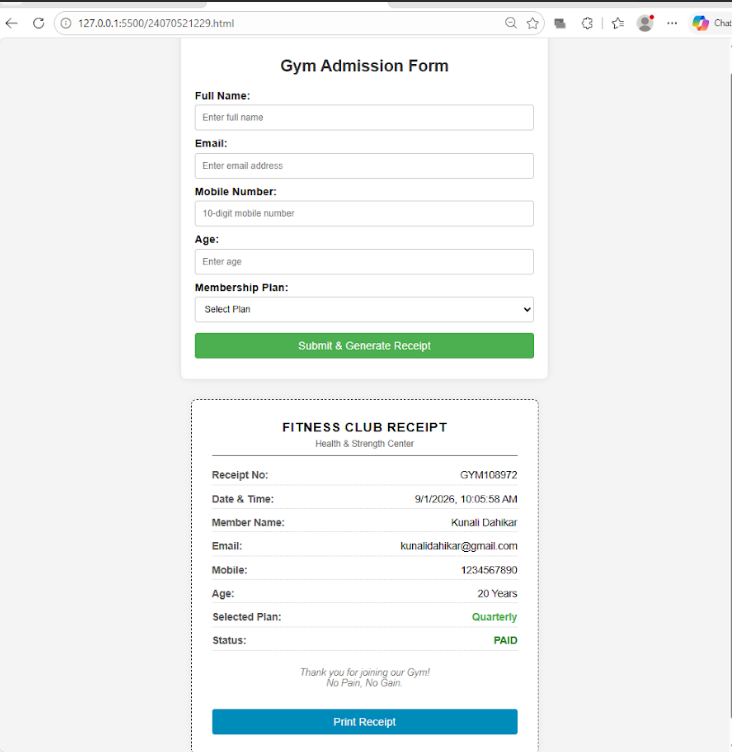 127.0.0.1:5500/24070521229.html
Chat
Gym Admission Form
Full Name:
Enter full name
Email:
Enter email address
Mobile Number:
10-digit mobile number
Age:
Enter age
Membership Plan:
Select Plan
Submit & Generate Receipt
FITNESS CLUB RECEIPT
Health & Strength Center
Receipt No: GYM108972
Date & Time: 9/1/2026, 10:05:58 AM
Member Name: Kunali Dahikar
Email: kunalidahikar@gmail.com
Mobile: 1234567890
Age: 20 Years
Selected Plan: Quarterly
Status: PAID
Thank you for joining our Gym!
No Pain, No Gain.
Print Receipt